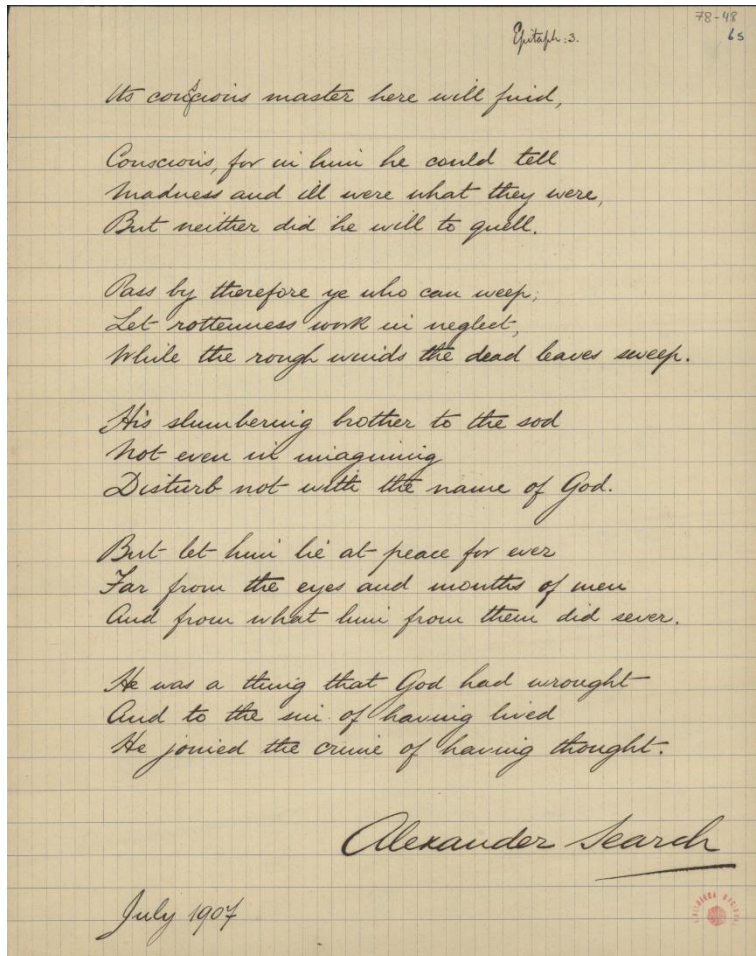 78-48
65
Epitaph. 3.
Its conscious master here will find,
Conscious, for in him he could tell
Madness and ill were what they were,
But neither did he will to quell.
Pass by therefore ye who can weep;
Let rottenness work in neglect,
While the rough winds the dead leaves sweep.
His slumbering brother to the sod
Not even in imagining
Disturb not with the name of God.
But let him lie at peace for ever
Far from the eyes and mouths of men
And from what him from them did sever.
He was a thing that God had wrought
And to the sin of having lived
He joined the crime of having thought.
Alexander Search
July 1907